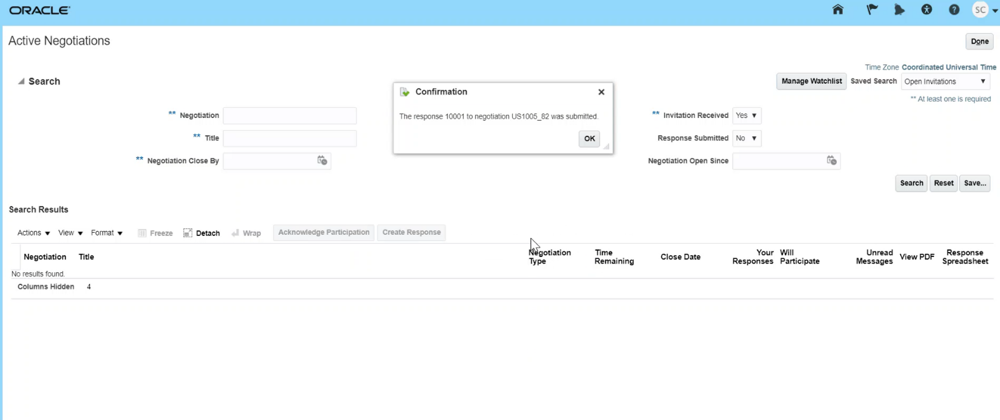 ORACLE
SC
Active Negotiations
Done
Time Zone Coordinated Universal Time
Search
Manage Watchlist Saved Search Open Invitations
** At least one is required
Confirmation
The response 10001 to negotiation US1005_82 was submitted.
OK
** Negotiation
** Title
** Negotiation Close By
** Invitation Received Yes
Response Submitted No
Negotiation Open Since
Search Reset Save...
Search Results
Actions View Format Freeze Detach Wrap Acknowledge Participation Create Response
Negotiation Title Negotiation Type Time Remaining Close Date Your Responses Will Participate Unread Messages View PDF Response Spreadsheet
No results found.
Columns Hidden 4